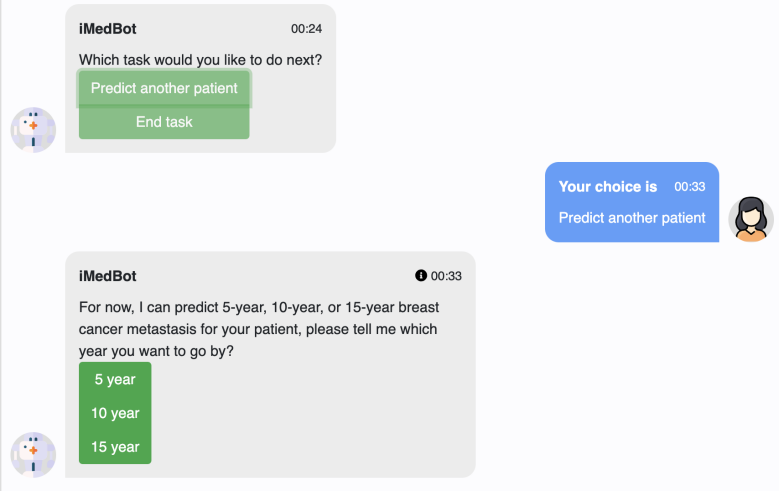 iMedBot 00:24
Which task would you like to do next?
Predict another patient
End task
Your choice is 00:33
Predict another patient
iMedBot 00:33
For now, I can predict 5-year, 10-year, or 15-year breast
cancer metastasis for your patient, please tell me which
year you want to go by?
5 year
10 year
15 year